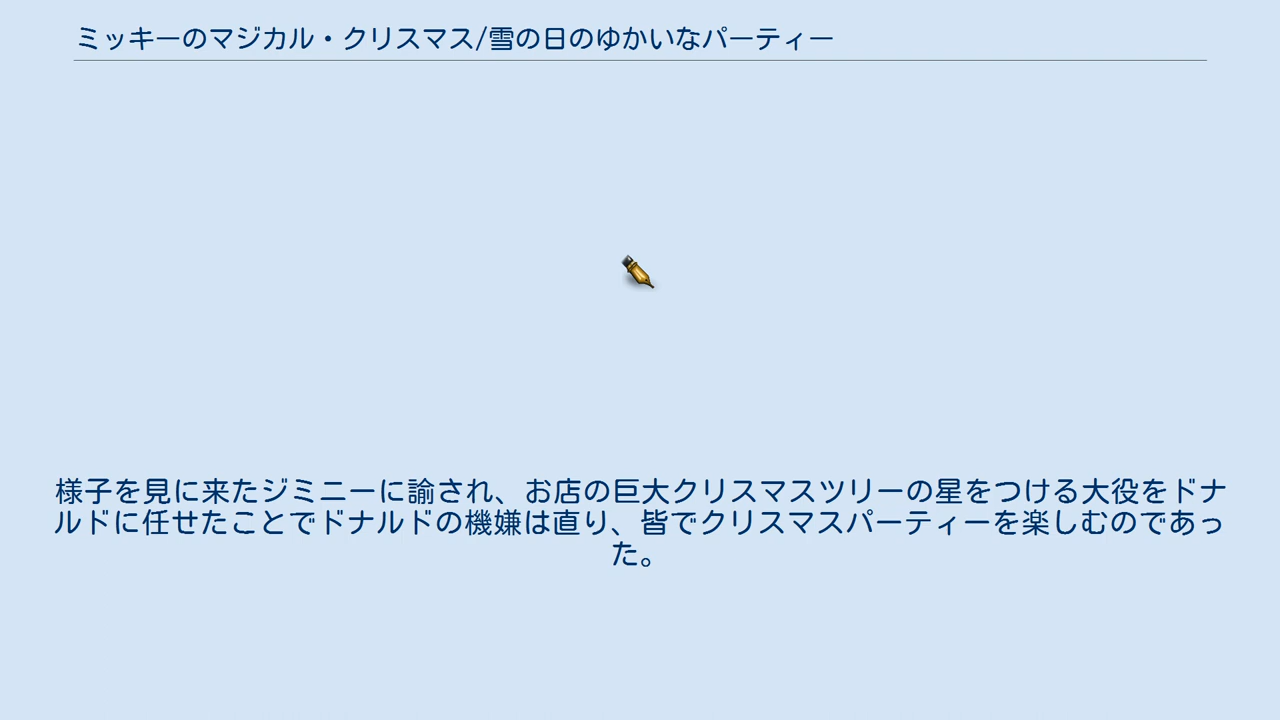 ミッキーのマジカル・クリスマス/雪の日のゆかいなパーティー
様子を見に来たジミニーに諭され、お店の巨大クリスマスツリーの星をつける大役をドナ
ルドに任せたことでドナルドの機嫌は直り、皆でクリスマスパーティーを楽しむのであっ
た。